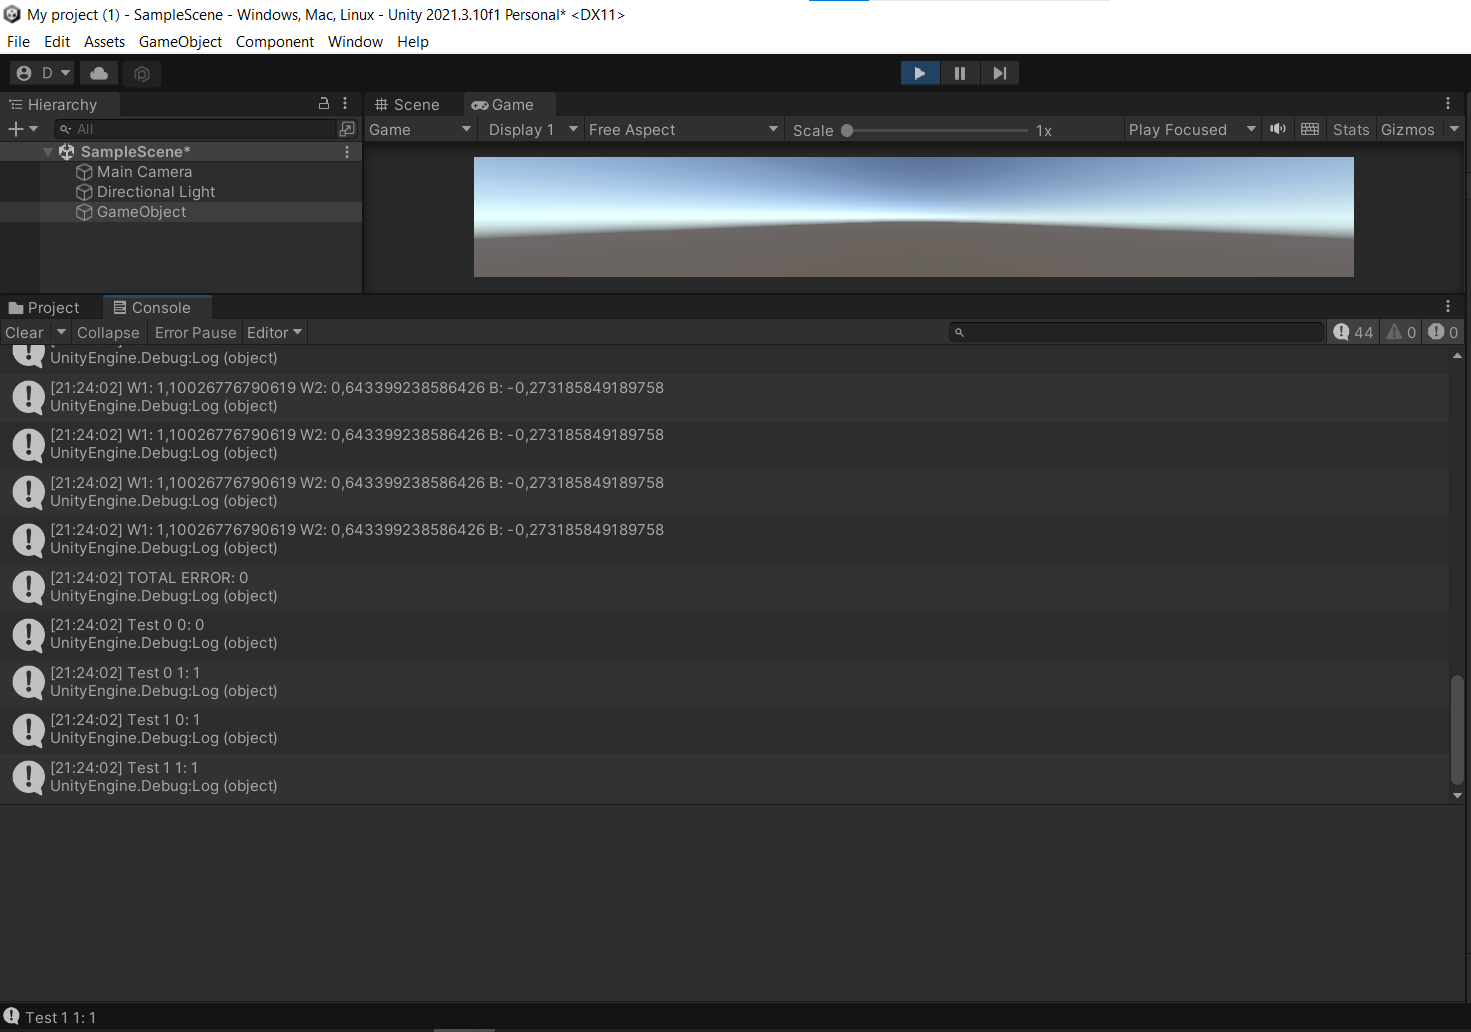 My project (1) - SampleScene - Windows, Mac, Linux - Unity 2021.3.10f1 Personal* <DX11>
File Edit Assets GameObject Component Window Help
D
Hierarchy
All
SampleScene*
Main Camera
Directional Light
GameObject
Scene Game
Game Display 1 Free Aspect Scale 1x Play Focused Stats Gizmos
Project Console
Clear Collapse Error Pause Editor 44 0 0
UnityEngine.Debug:Log (object)
[21:24:02] W1: 1,10026776790619 W2: 0,643399238586426 B: -0,273185849189758
UnityEngine.Debug:Log (object)
[21:24:02] W1: 1,10026776790619 W2: 0,643399238586426 B: -0,273185849189758
UnityEngine.Debug:Log (object)
[21:24:02] W1: 1,10026776790619 W2: 0,643399238586426 B: -0,273185849189758
UnityEngine.Debug:Log (object)
[21:24:02] W1: 1,10026776790619 W2: 0,643399238586426 B: -0,273185849189758
UnityEngine.Debug:Log (object)
[21:24:02] TOTAL ERROR: 0
UnityEngine.Debug:Log (object)
[21:24:02] Test 0 0: 0
UnityEngine.Debug:Log (object)
[21:24:02] Test 0 1: 1
UnityEngine.Debug:Log (object)
[21:24:02] Test 1 0: 1
UnityEngine.Debug:Log (object)
[21:24:02] Test 1 1: 1
UnityEngine.Debug:Log (object)
Test 1 1: 1